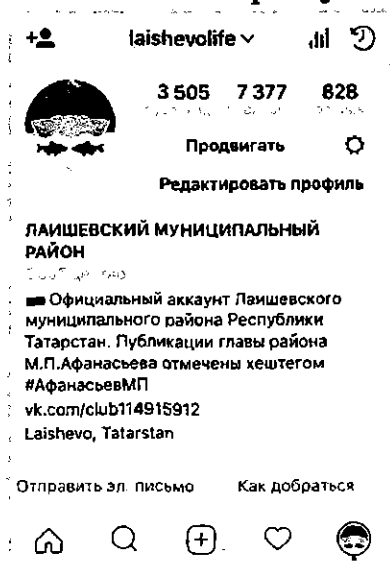 laishevolife
3 505 7 377 828
Продвигать
Редактировать профиль
ЛАИШЕВСКИЙ МУНИЦИПАЛЬНЫЙ
РАЙОН
Официальный аккаунт Лаишевского
муниципального района Республики
Татарстан. Публикации главы района
М.П.Афанасьева отмечены хештегом
#АфанасьевМП
vk.com/club114915912
Laishevo, Tatarstan
Отправить эл. письмо Как добраться